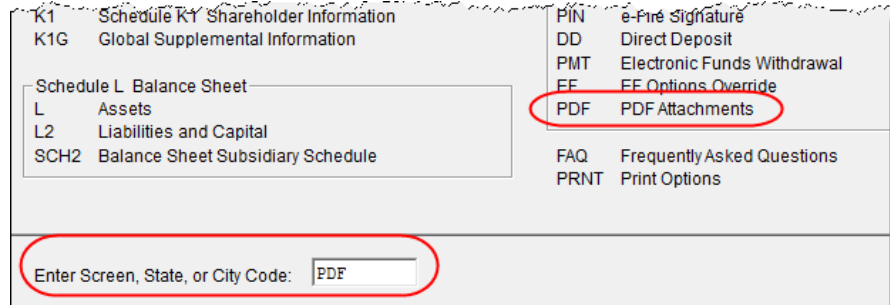 K1 Schedule K1 Shareholder Information
K1G Global Supplemental Information
Schedule L Balance Sheet
L Assets
L2 Liabilities and Capital
SCH2 Balance Sheet Subsidiary Schedule
PIN e-File Signature
DD Direct Deposit
PMT Electronic Funds Withdrawal
EF EF Options Override
PDF PDF Attachments
FAQ Frequently Asked Questions
PRNT Print Options
Enter Screen, State, or City Code: PDF